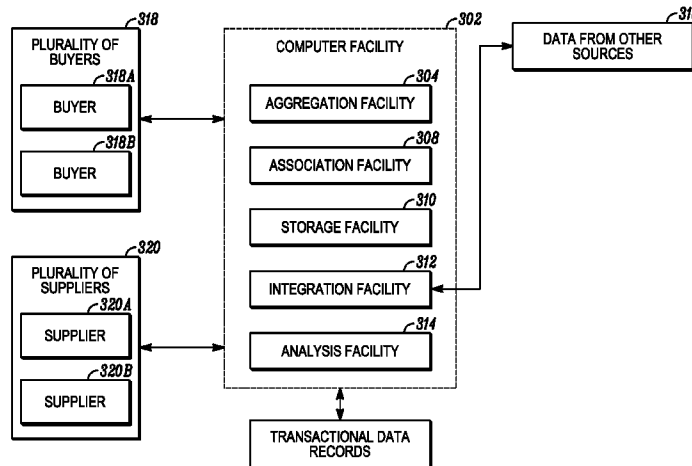 318
PLURALITY OF
BUYERS
318A
BUYER
318B
BUYER
320
PLURALITY OF
SUPPLIERS
320A
SUPPLIER
320B
SUPPLIER
302
COMPUTER FACILITY
304
AGGREGATION FACILITY
308
ASSOCIATION FACILITY
310
STORAGE FACILITY
312
INTEGRATION FACILITY
314
ANALYSIS FACILITY
TRANSACTIONAL DATA
RECORDS
DATA FROM OTHER
SOURCES